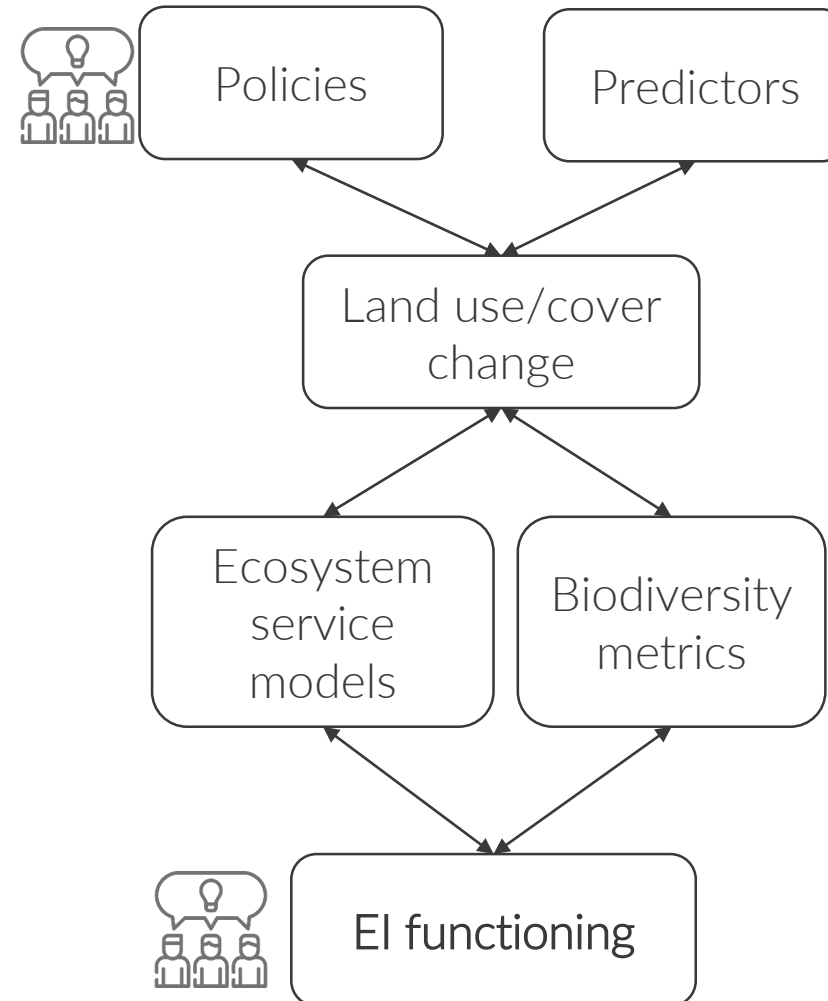 Policies
Predictors
Land use/cover
change
Ecosystem
service
models
Biodiversity
metrics
EI functioning